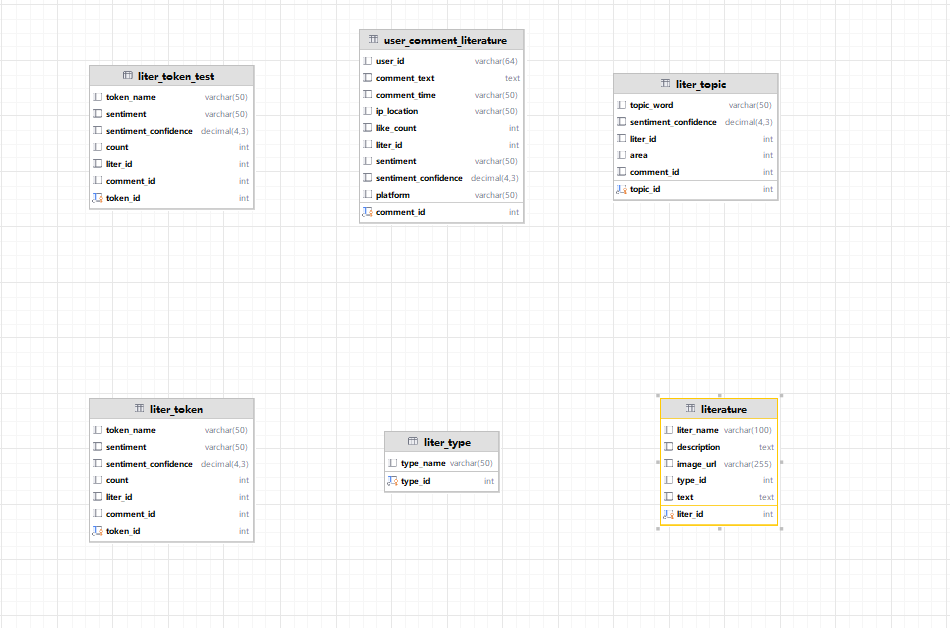 liter_token_test
token_name varchar(50)
sentiment varchar(50)
sentiment_confidence decimal(4,3)
count int
liter_id int
comment_id int
token_id int
user_comment_literature
user_id varchar(64)
comment_text text
comment_time varchar(50)
ip_location varchar(50)
like_count int
liter_id int
sentiment varchar(50)
sentiment_confidence decimal(4,3)
platform varchar(50)
comment_id int
liter_topic
topic_word varchar(50)
sentiment_confidence decimal(4,3)
liter_id int
area int
comment_id int
topic_id int
liter_token
token_name varchar(50)
sentiment varchar(50)
sentiment_confidence decimal(4,3)
count int
liter_id int
comment_id int
token_id int
liter_type
type_name varchar(50)
type_id int
literature
liter_name varchar(100)
description text
image_url varchar(255)
type_id int
text text
liter_id int